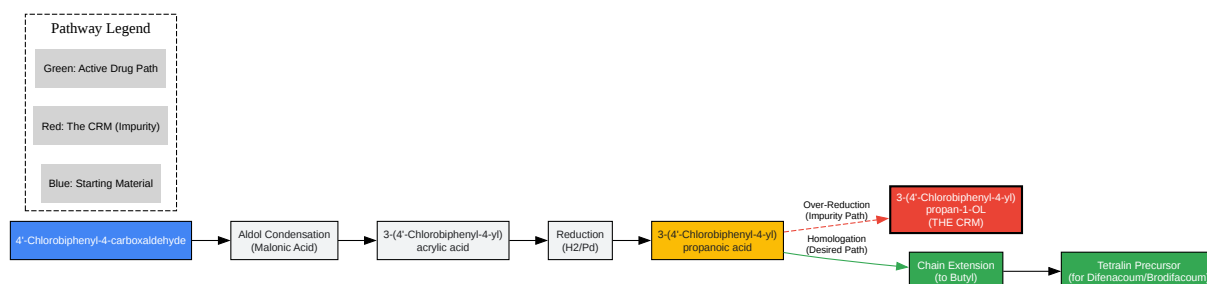 Pathway Legend
Green: Active Drug Path
Red: The CRM (Impurity)
Blue: Starting Material
4'-Chlorobiphenyl-4-carboxaldehyde
Aldol Condensation
(Malonic Acid)
3-(4'-Chlorobiphenyl-4-yl)
acrylic acid
Reduction
(H2/Pd)
3-(4'-Chlorobiphenyl-4-yl)
propanoic acid
Over-Reduction
(Impurity Path)
3-(4'-Chlorobiphenyl-4-yl)
propan-1-OL
(THE CRM)
Homologation
(Desired Path)
Chain Extension
(to Butyl)
Tetralin Precursor
(for Difenacoum/Brodifacoum)